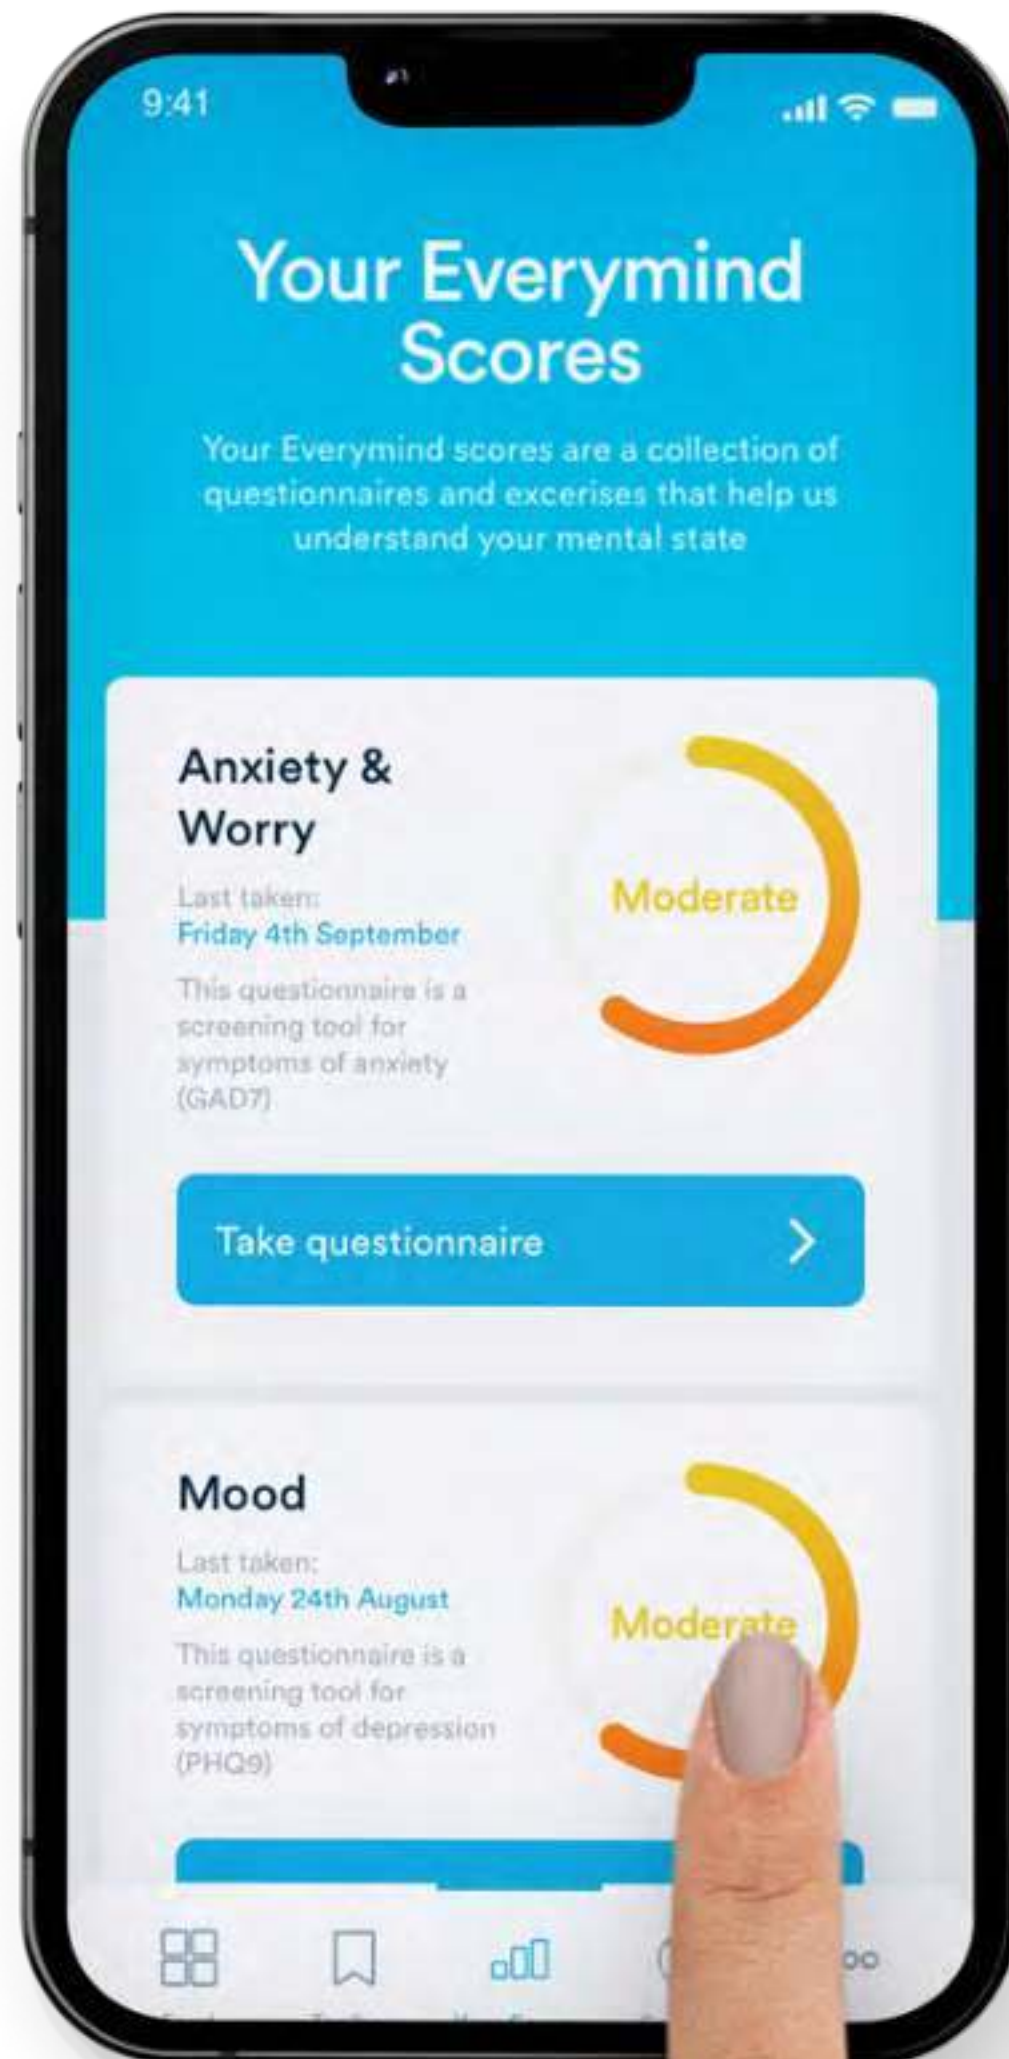 9:41
Your Everymind
Scores
Your Everymind scores are a collection of
questionnaires and excerises that help us
understand your mental state
Anxiety &
Worry
Last taken:
Friday 4th September
This questionnaire is a
screening tool for
symptoms of anxiety
(GAD7)
Moderate
Take questionnaire
Mood
Last taken:
Monday 24th August
This questionnaire is a
screening tool for
symptoms of depression
(PHQ9)
Moderate